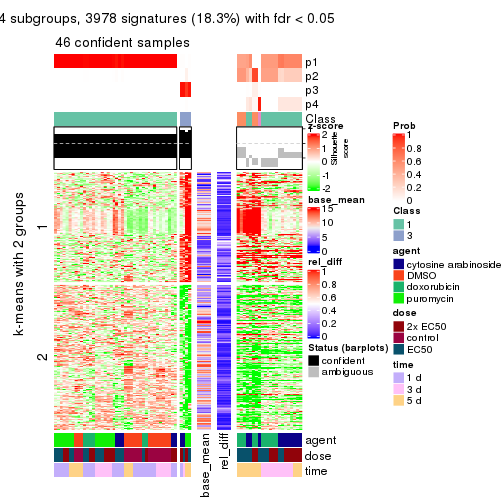 4 subgroups, 3978 signatures (18.3%) with fdr < 0.05
46 confident samples
p1
p2
p3
p4
Class
Silhouette
score
k-means with 2 groups
1
2
base_mean
rel_diff
agent
dose
time
z-score
2
1
0
-1
-2
base_mean
15
10
5
0
rel_diff
1
0.8
0.6
0.4
0.2
0
Status (barplots)
confident
ambiguous
Prob
1
0.8
0.6
0.4
0.2
0
Class
1
3
agent
cytosine arabinoside
DMSO
doxorubicin
puromycin
dose
2x EC50
control
EC50
time
1 d
3 d
5 d